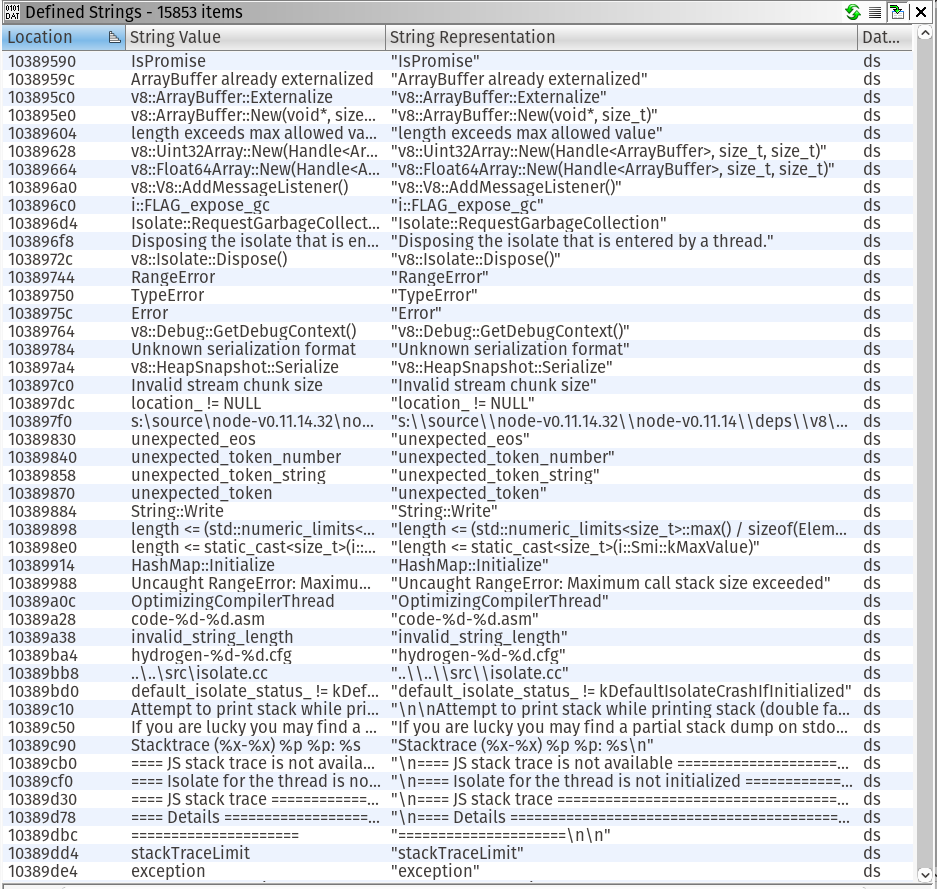 Defined Strings - 15853 items
Location String Value String Representation Dat...
10389590 IsPromise "IsPromise" ds
1038959c ArrayBuffer already externalized "ArrayBuffer already externalized" ds
103895c0 v8::ArrayBuffer::Externalize "v8::ArrayBuffer::Externalize" ds
103895e0 v8::ArrayBuffer::New(void*, size... "v8::ArrayBuffer::New(void*, size_t)" ds
10389604 length exceeds max allowed va... "length exceeds max allowed value" ds
10389628 v8::Uint32Array::New(Handle<Ar... "v8::Uint32Array::New(Handle<ArrayBuffer>, size_t, size_t)" ds
10389664 v8::Float64Array::New(Handle<A... "v8::Float64Array::New(Handle<ArrayBuffer>, size_t, size_t)" ds
103896a0 v8::V8::AddMessageListener() "v8::V8::AddMessageListener()" ds
103896c0 i::FLAG_expose_gc "i::FLAG_expose_gc" ds
103896d4 Isolate::RequestGarbageCollect... "Isolate::RequestGarbageCollection" ds
103896f8 Disposing the isolate that is en... "Disposing the isolate that is entered by a thread." ds
1038972c v8::Isolate::Dispose() "v8::Isolate::Dispose()" ds
10389744 RangeError "RangeError" ds
10389750 TypeError "TypeError" ds
1038975c Error "Error" ds
10389764 v8::Debug::GetDebugContext() "v8::Debug::GetDebugContext()" ds
10389784 Unknown serialization format "Unknown serialization format" ds
103897a4 v8::HeapSnapshot::Serialize "v8::HeapSnapshot::Serialize" ds
103897c0 Invalid stream chunk size "Invalid stream chunk size" ds
103897dc location_ != NULL "location_ != NULL" ds
103897f0 s:\source\node-v0.11.14.32\no... "s:\\source\\node-v0.11.14.32\\node-v0.11.14\\deps\\v8\... ds
10389830 unexpected_eos "unexpected_eos" ds
10389840 unexpected_token_number "unexpected_token_number" ds
10389858 unexpected_token_string "unexpected_token_string" ds
10389870 unexpected_token "unexpected_token" ds
10389884 String::Write "String::Write" ds
10389898 length <= (std::numeric_limits<... "length <= (std::numeric_limits<size_t>::max() / sizeof(Elem... ds
103898e0 length <= static_cast<size_t>(i::... "length <= static_cast<size_t>(i::Smi::kMaxValue)" ds
10389914 HashMap::Initialize "HashMap::Initialize" ds
10389988 Uncaught RangeError: Maximu... "Uncaught RangeError: Maximum call stack size exceeded" ds
10389a0c OptimizingCompilerThread "OptimizingCompilerThread" ds
10389a28 code-%d-%d.asm "code-%d-%d.asm" ds
10389a38 invalid_string_length "invalid_string_length" ds
10389ba4 hydrogen-%d-%d.cfg "hydrogen-%d-%d.cfg" ds
10389bb8 ..\..\src\isolate.cc "..\\..\\src\\isolate.cc" ds
10389bd0 default_isolate_status_ != kDef... "default_isolate_status_ != kDefaultIsolateCrashIfInitialized" ds
10389c10 Attempt to print stack while pri... "\n\nAttempt to print stack while printing stack (double fa... ds
10389c50 If you are lucky you may find a ... "If you are lucky you may find a partial stack dump on stdo... ds
10389c90 Stacktrace (%x-%x) %p %p: %s "Stacktrace (%x-%x) %p %p: %s\n" ds
10389cb0 ==== JS stack trace is not availa... "\n==== JS stack trace is not available =====================... ds
10389cf0 ==== Isolate for the thread is no... "\n==== Isolate for the thread is not initialized ============... ds
10389d30 ==== JS stack trace ============... "\n==== JS stack trace ===================================... ds
10389d78 ==== Details ==================... "\n==== Details =========================================... ds
10389dbc ===================== "=====================\n\n" ds
10389dd4 stackTraceLimit "stackTraceLimit" ds
10389de4 exception "exception" ds